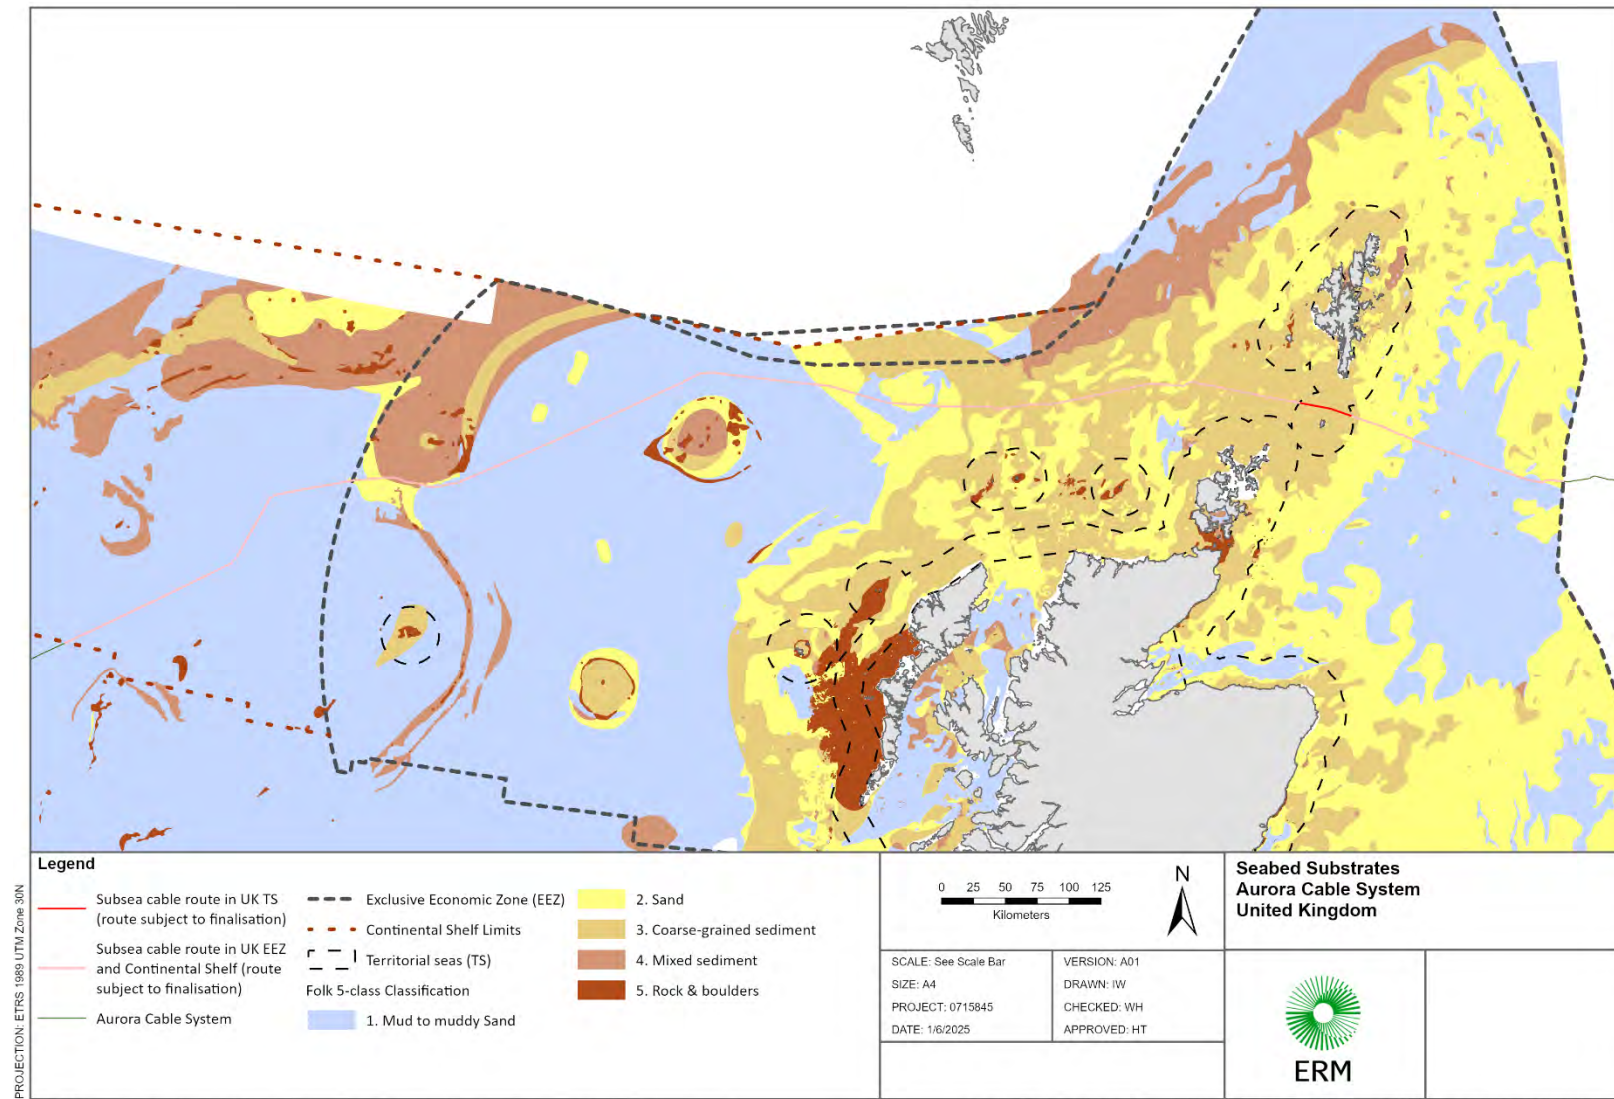 Legend
Subsea cable route in UK TS
(route subject to finalisation)
Subsea cable route in UK EEZ
and Continental Shelf (route
subject to finalisation)
Aurora Cable System
Exclusive Economic Zone (EEZ)
Continental Shelf Limits
Territorial seas (TS)
Folk 5-class Classification
1. Mud to muddy Sand
2. Sand
3. Coarse-grained sediment
4. Mixed sediment
5. Rock & boulders
0 25 50 75 100 125
Kilometers
N
SCALE: See Scale Bar
SIZE: A4
PROJECT: 0715845
DATE: 1/6/2025
VERSION: A01
DRAWN: IW
CHECKED: WH
APPROVED: HT
Seabed Substrates
Aurora Cable System
United Kingdom
ERM
PROJECTION: ETRS 1989 UTM Zone 30N